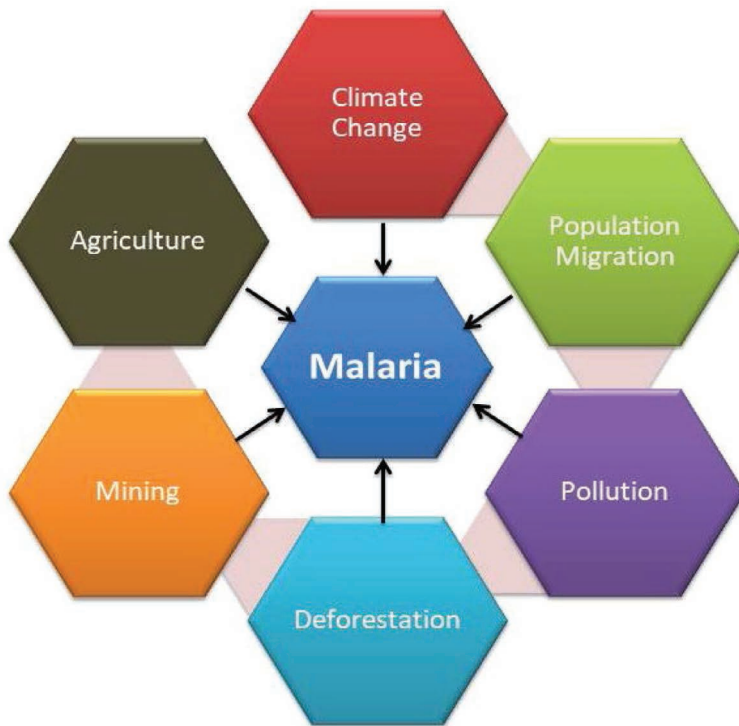 Climate
Change
Population
Migration
Agriculture
Malaria
Mining
Pollution
Deforestation